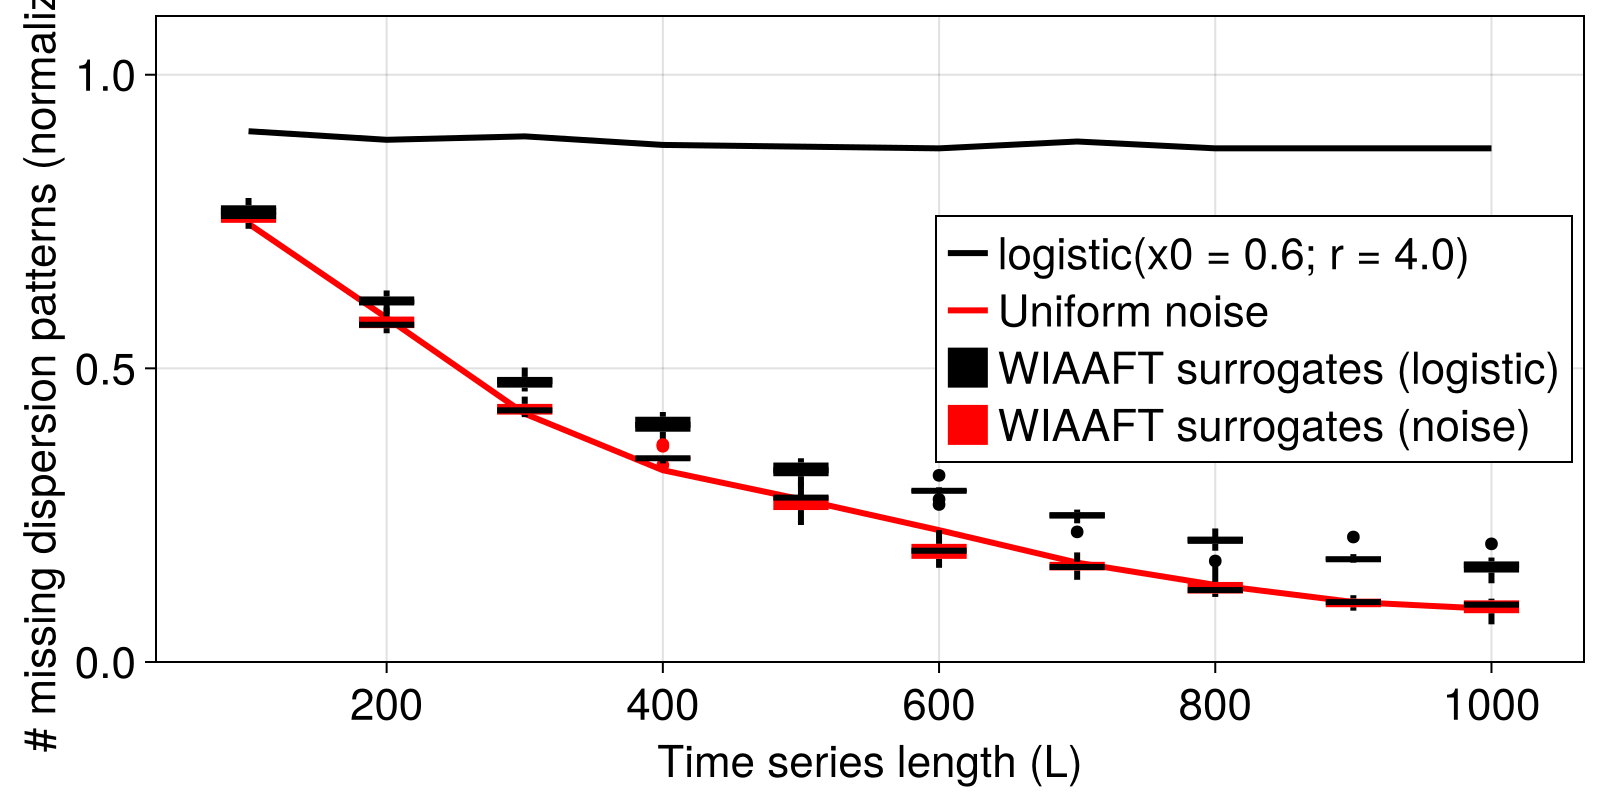 # missing dispersion patterns (normaliz
1.0
0.5
0.0
logistic(x0 = 0.6; r = 4.0)
Uniform noise
WIAAFT surrogates (logistic)
WIAAFT surrogates (noise)
200
400
600
800
1000
Time series length (L)